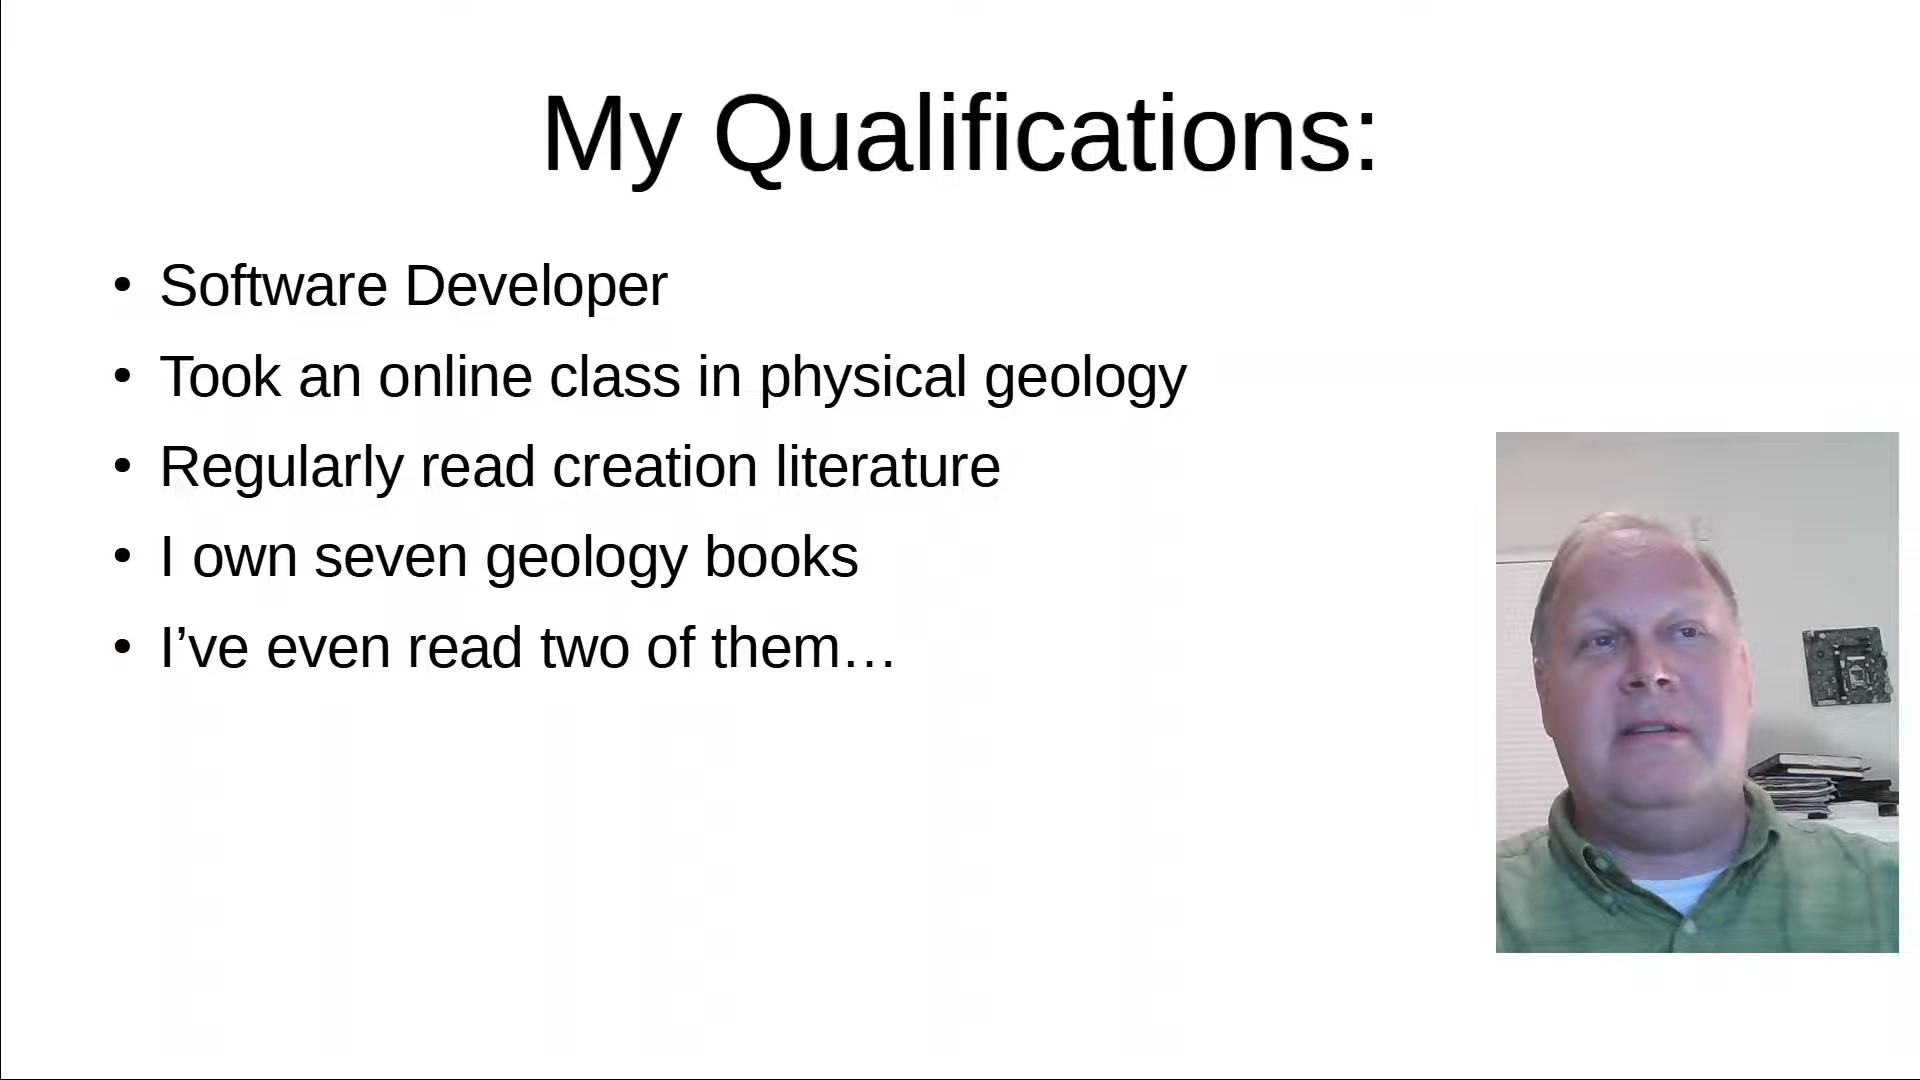 My Qualifications:
• Software Developer
• Took an online class in physical geology
• Regularly read creation literature
• I own seven geology books
• I’ve even read two of them…